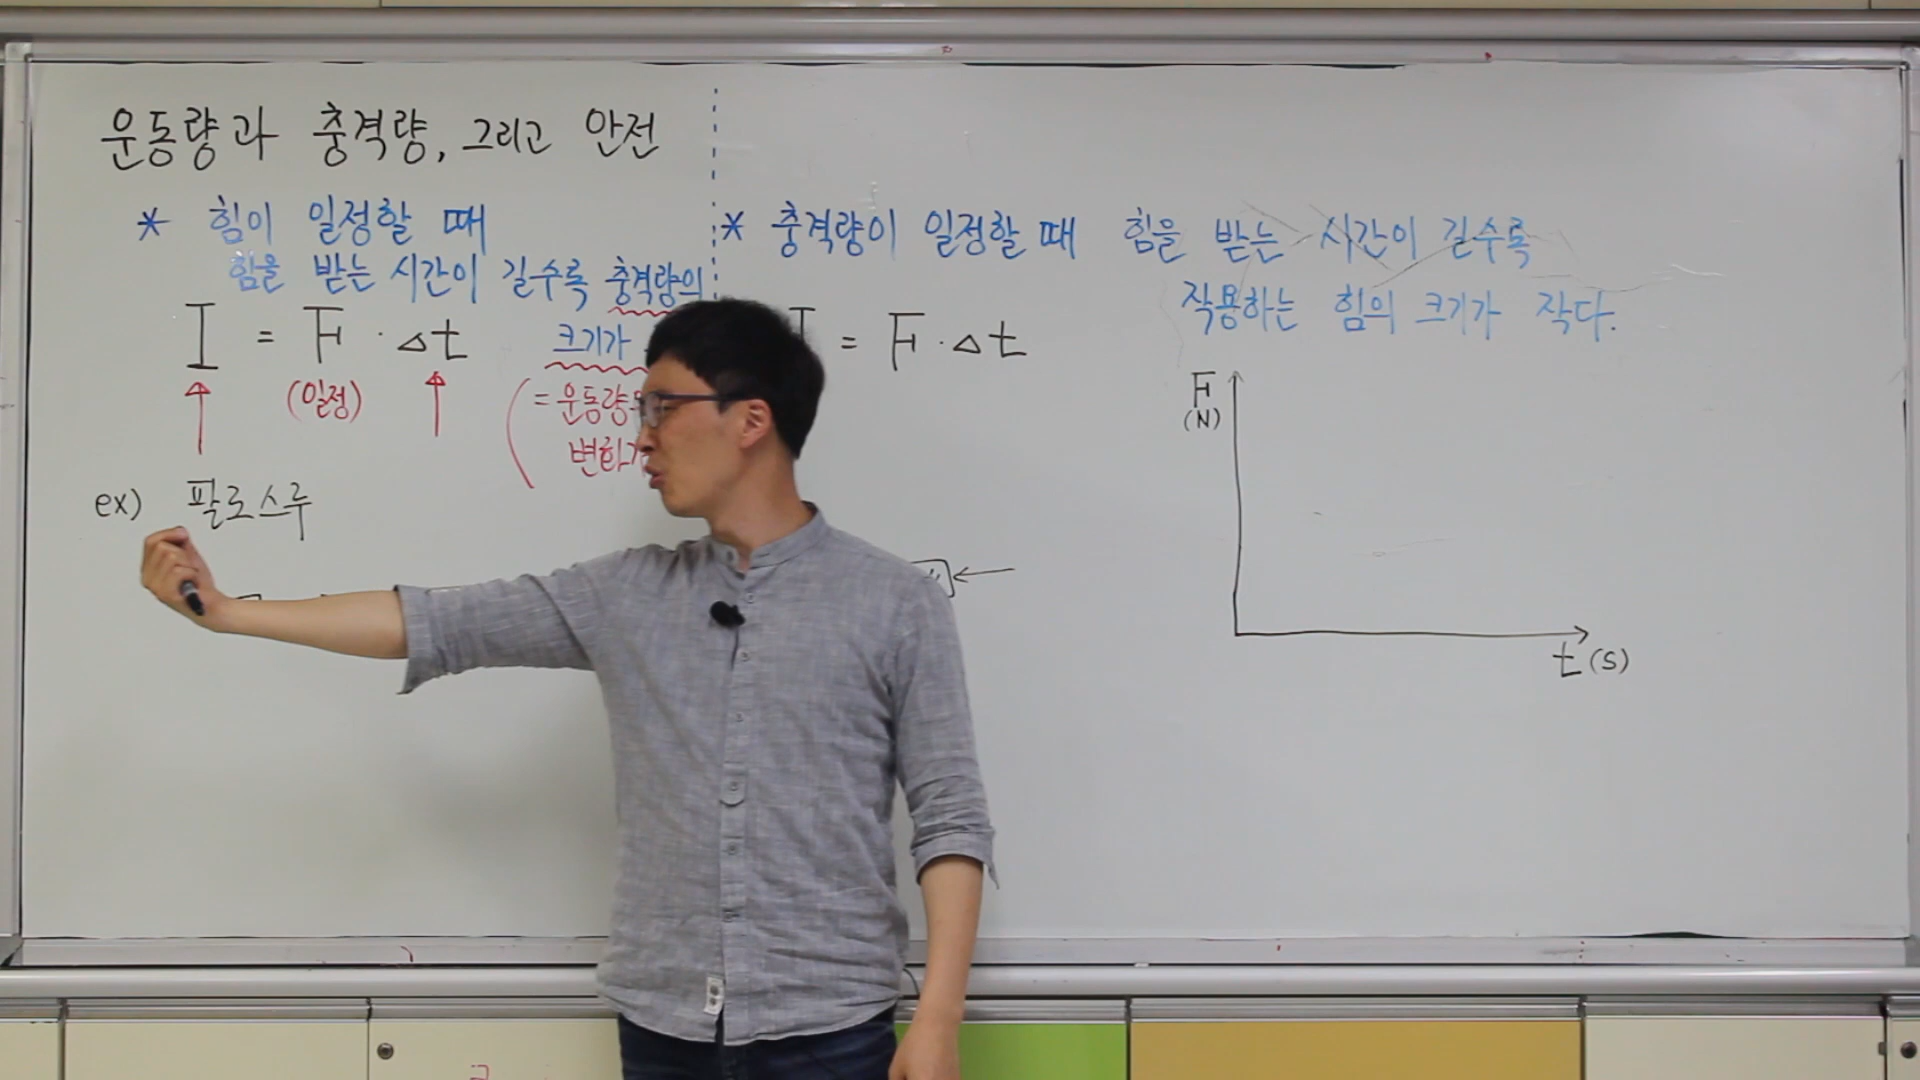 운동량과 충격량, 그리고 안전
* 힘이 일정할 때
힘을 받는 시간이 길수록 충격량의
크기가
I = F · Δt
(일정)
= 운동량
변화
ex) 팔로스루
* 충격량이 일정할 때 힘을 받는 시간이 길수록
작용하는 힘의 크기가 작다.
I = F · Δt
F
(N)
t (s)